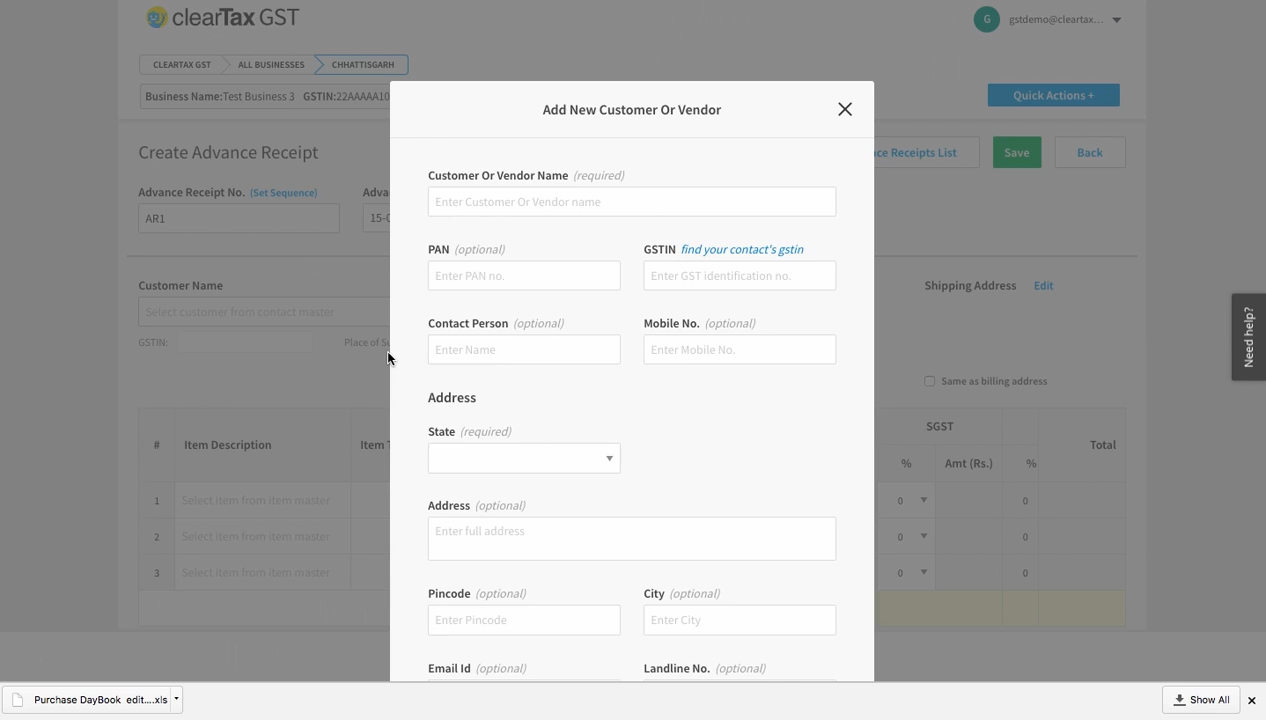 clearTax GST
G
gstdemo@cleartax...
CLEARTAX GST
ALL BUSINESSES
CHHATTISGARH
Business Name:Test Business 3 GSTIN:22AAAAA10
Quick Actions +
Add New Customer Or Vendor
Create Advance Receipt
ce Receipts List
Save
Back
Advance Receipt No. (Set Sequence)
Adva
AR1
15-
Customer Or Vendor Name (required)
Enter Customer Or Vendor name
PAN (optional)
GSTIN find your contact's gstin
Enter PAN no.
Enter GST identification no.
Customer Name
Shipping Address Edit
Select customer from contact master
GSTIN:
Place of Su
Contact Person (optional)
Mobile No. (optional)
Enter Name
Enter Mobile No.
Need help?
Same as billing address
Address
State (required)
# Item Description Item T
SGST
Total
% Amt (Rs.) %
1 Select item from item master 0 0
2 Select item from item master 0 0
3 Select item from item master 0 0
Address (optional)
Enter full address
Pincode (optional)
City (optional)
Enter Pincode
Enter City
Email Id (optional)
Landline No. (optional)
Purchase DayBook edit....xls
Show All